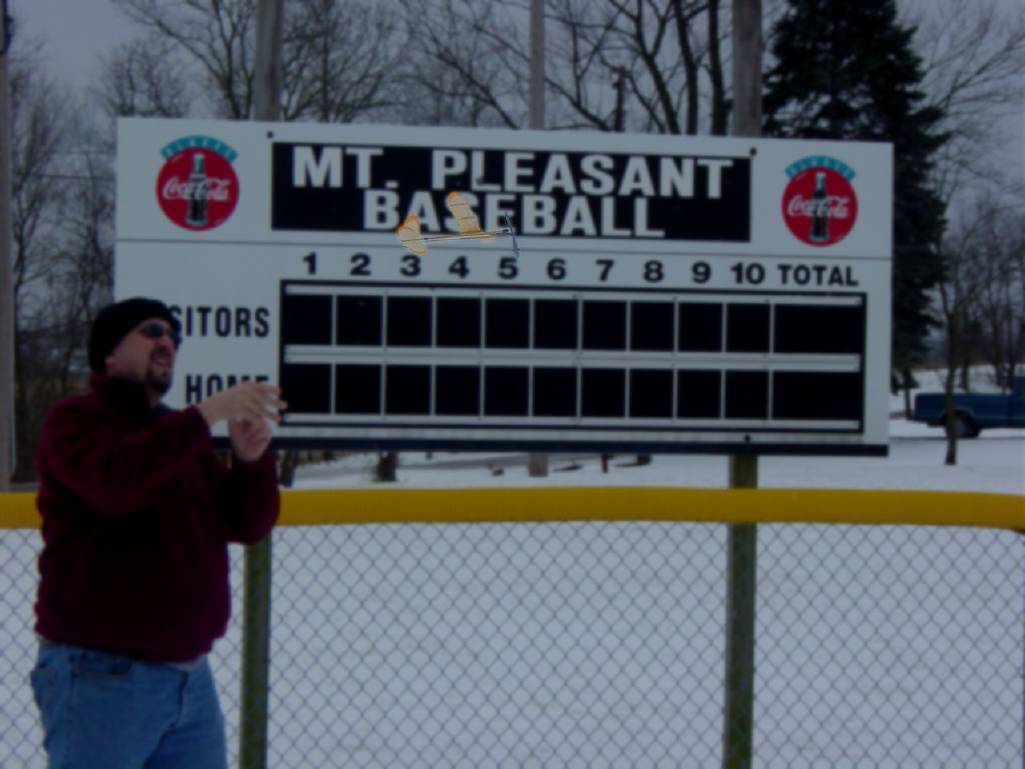 MT. PLEASANT
BASEBALL
Coca-Cola
Coca-Cola
1 2 3 4 5 6 7 8 9 10 TOTAL
SITORS
HOME